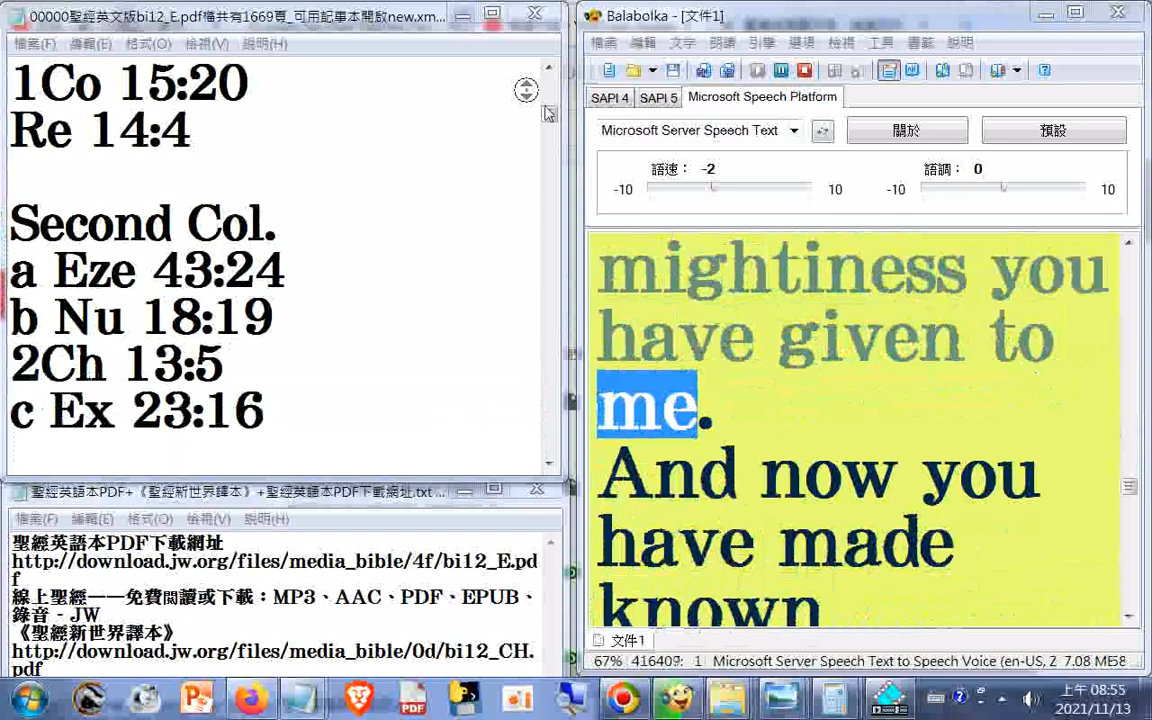 00000聖經英文版bi12_E.pdf檔共有1669頁_可用記事本開啟new.xm...
檔案(F) 編輯(E) 格式(O) 檢視(V) 說明(H)
1Co 15:20
Re 14:4
Second Col.
a Eze 43:24
b Nu 18:19
2Ch 13:5
c Ex 23:16
聖經英語本PDF+《聖經新世界譯本》+聖經英語本PDF下載網址.txt ...
檔案(F) 編輯(E) 格式(O) 檢視(V) 說明(H)
聖經英語本PDF下載網址
http://download.jw.org/files/media_bible/4f/bi12_E.pd
f
線上聖經——免費閱讀或下載：MP3、AAC、PDF、EPUB、
錄音 - JW
《聖經新世界譯本》
http://download.jw.org/files/media_bible/0d/bi12_CH.
pdf
Balabolka - [文件1]
檔案 編輯 文字 朗讀 引擎 選項 檢視 工具 書籤 說明
SAPI 4 SAPI 5 Microsoft Speech Platform
Microsoft Server Speech Text 關於 預設
語速： -2 語調： 0
-10 10 -10 10
mightiness you
have given to
me.
And now you
have made
known
文件1
67% 416409: 1 Microsoft Server Speech Text to Speech Voice (en-US, Z 7.08 ME58
上午 08:55
2021/11/13